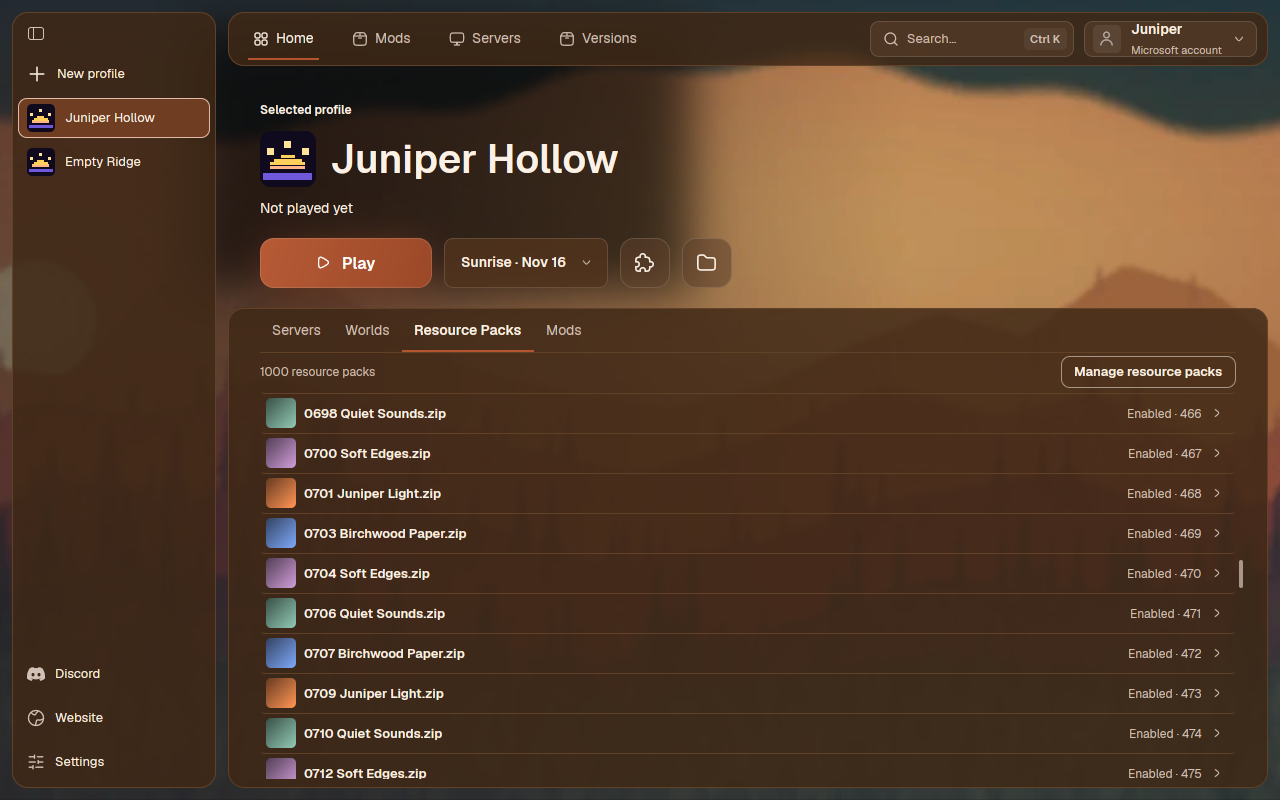 New profile
Juniper Hollow
Empty Ridge
Discord
Website
Settings
Home
Mods
Servers
Versions
Search...
Ctrl K
Juniper
Microsoft account
Selected profile
Juniper Hollow
Not played yet
Play
Sunrise · Nov 16
Servers
Worlds
Resource Packs
Mods
1000 resource packs
Manage resource packs
0698 Quiet Sounds.zip
Enabled · 466
0700 Soft Edges.zip
Enabled · 467
0701 Juniper Light.zip
Enabled · 468
0703 Birchwood Paper.zip
Enabled · 469
0704 Soft Edges.zip
Enabled · 470
0706 Quiet Sounds.zip
Enabled · 471
0707 Birchwood Paper.zip
Enabled · 472
0709 Juniper Light.zip
Enabled · 473
0710 Quiet Sounds.zip
Enabled · 474
0712 Soft Edges.zip
Enabled · 475